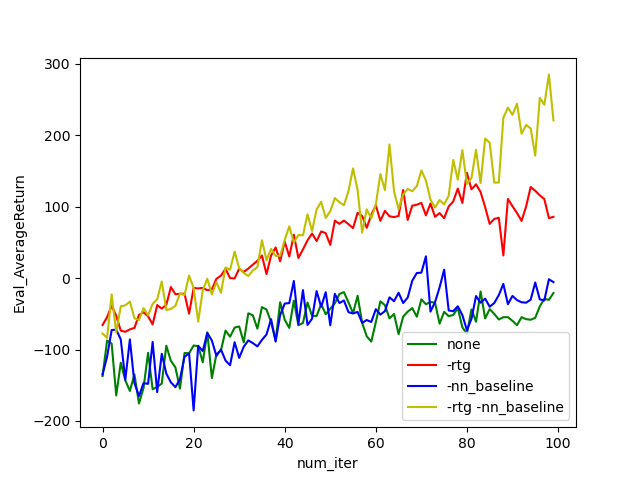 300
200
100
0
−100
−200
Eval_AverageReturn
0 20 40 60 80 100
num_iter
none
-rtg
-nn_baseline
-rtg -nn_baseline